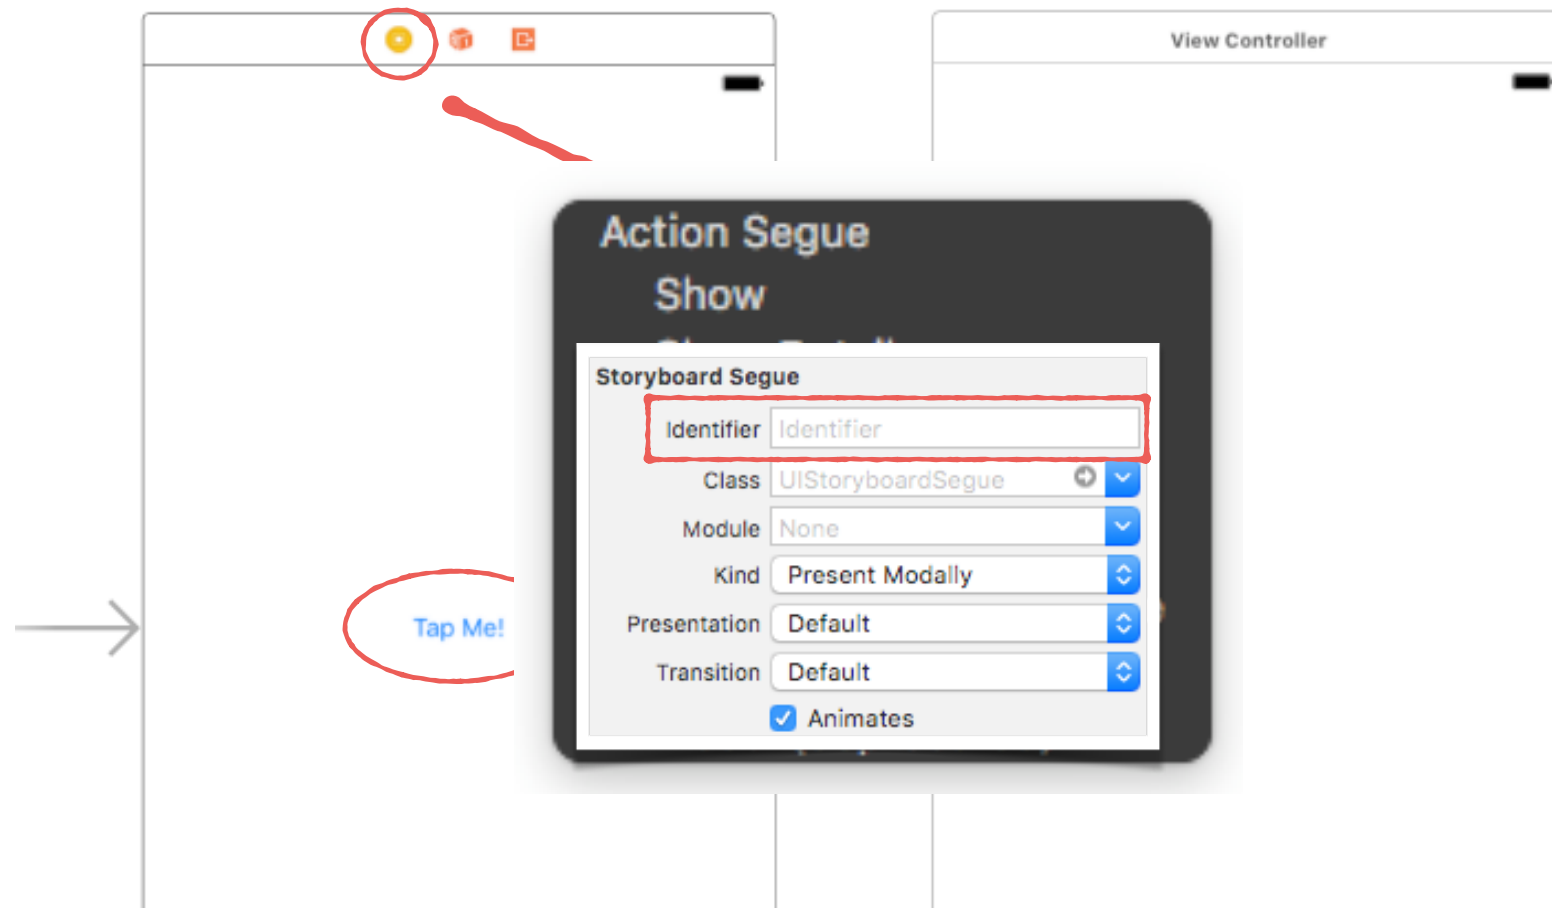 View Controller
Action Segue
Show
Storyboard Segue
Identifier Identifier
Class UIStoryboardSegue
Module None
Kind Present Modally
Tap Me!
Presentation Default
Transition Default
Animates